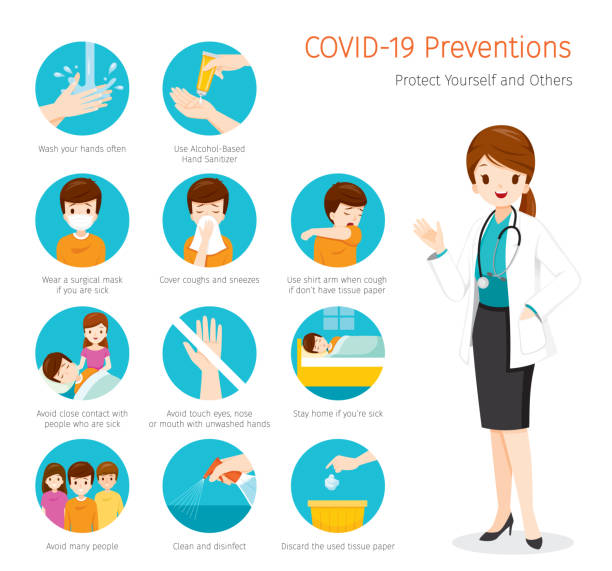 COVID-19 Preventions
Protect Yourself and Others
Wash your hands often
Use Alcohol-Based
Hand Sanitizer
Wear a surgical mask
if you are sick
Cover coughs and sneezes
Use shirt arm when cough
if don't have tissue paper
Avoid close contact with
people who are sick
Avoid touch eyes, nose
or mouth with unwashed hands
Stay home if you're sick
Avoid many people
Clean and disinfect
Discard the used tissue paper